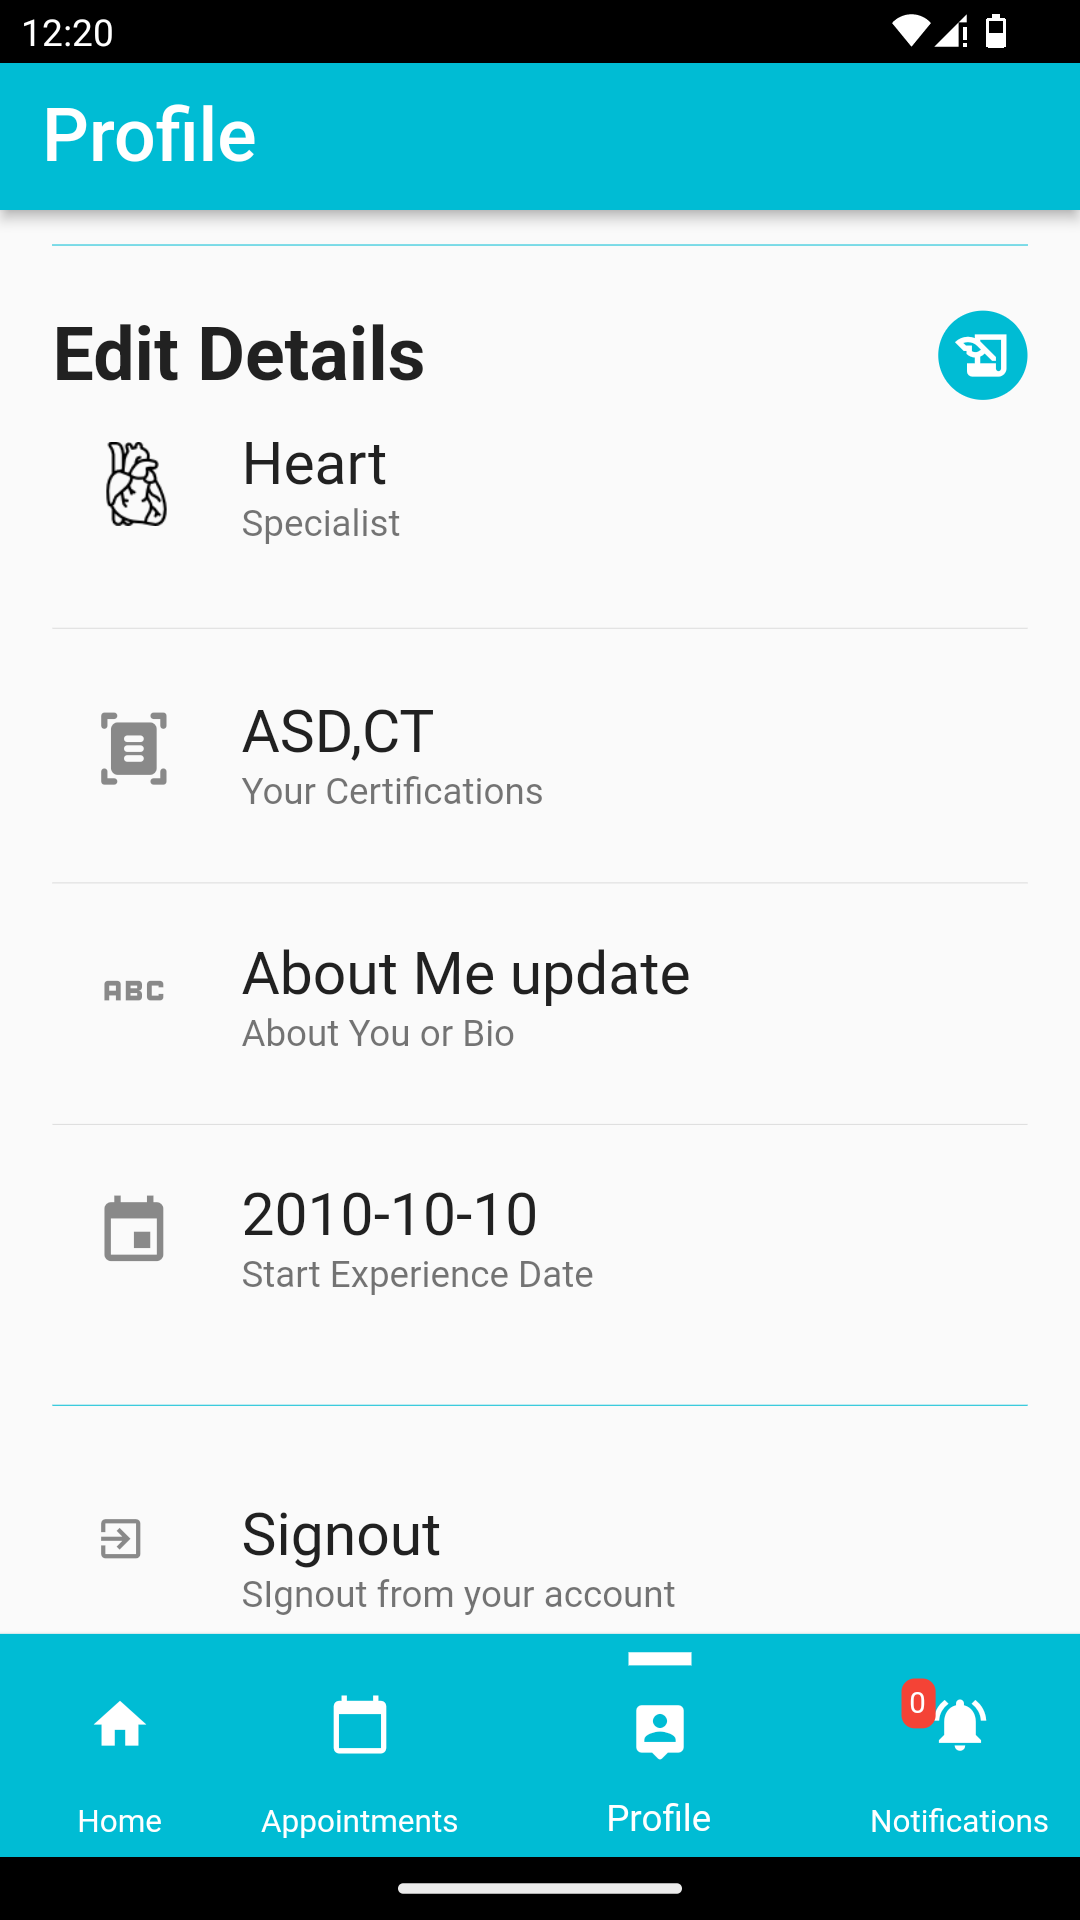 12:20
Profile
Edit Details
Heart
Specialist
ASD,CT
Your Certifications
ABC
About Me update
About You or Bio
2010-10-10
Start Experience Date
Signout
SIgnout from your account
0
Home
Appointments
Profile
Notifications